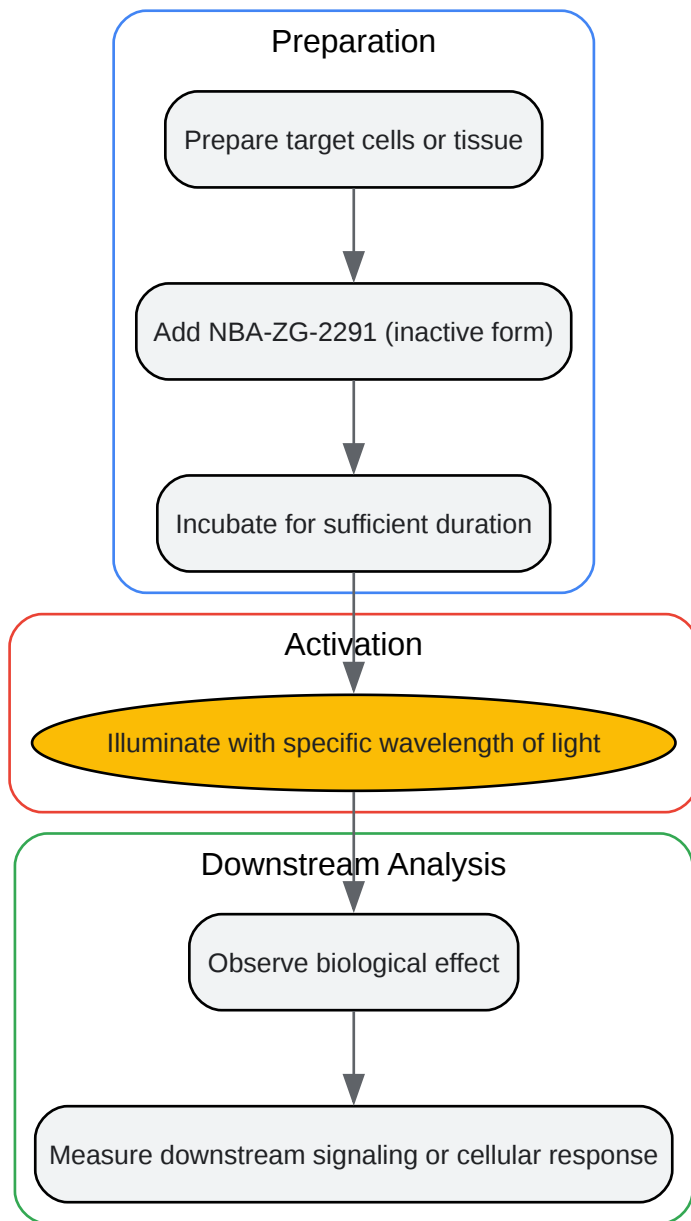 Preparation
Prepare target cells or tissue
Add NBA-ZG-2291 (inactive form)
Incubate for sufficient duration
Activation
Illuminate with specific wavelength of light
Downstream Analysis
Observe biological effect
Measure downstream signaling or cellular response